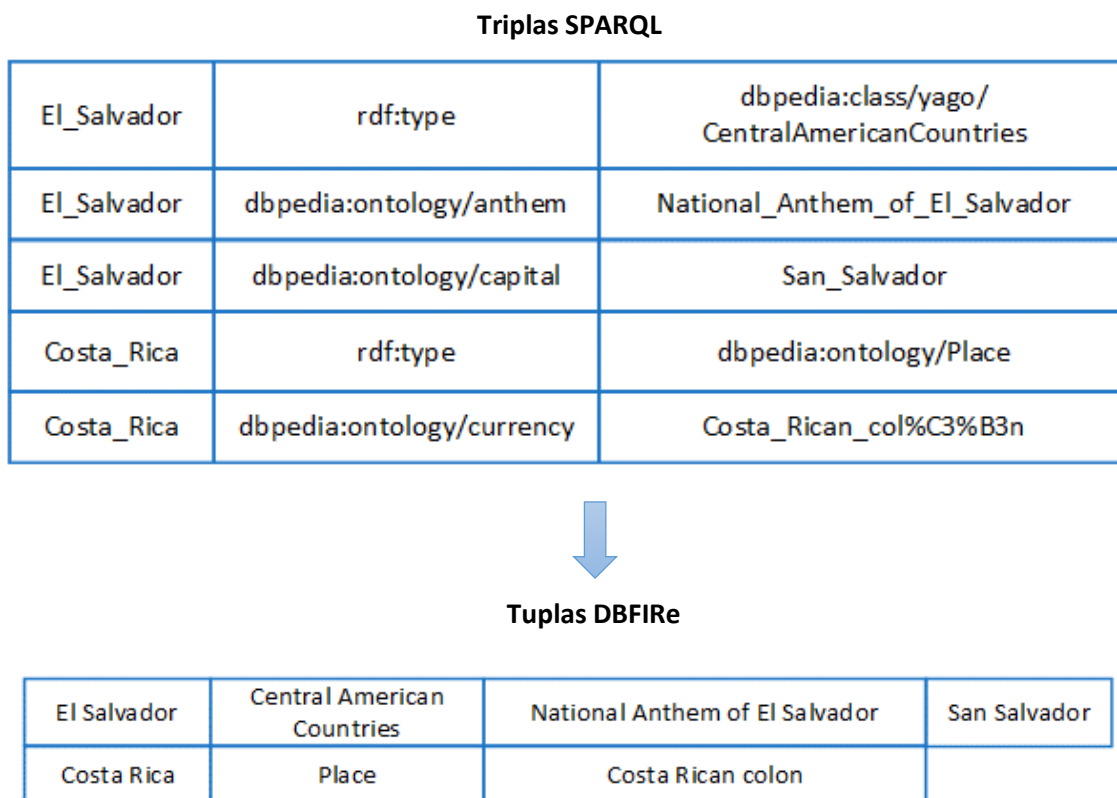 Triplas SPARQL
El_Salvador rdf:type dbpedia:class/yago/
CentralAmericanCountries
El_Salvador dbpedia:ontology/anthem National_Anthem_of_El_Salvador
El_Salvador dbpedia:ontology/capital San_Salvador
Costa_Rica rdf:type dbpedia:ontology/Place
Costa_Rica dbpedia:ontology/currency Costa_Rican_col%C3%B3n
Tuplas DBFIRe
El Salvador Central American
Countries National Anthem of El Salvador San Salvador
Costa Rica Place Costa Rican colon